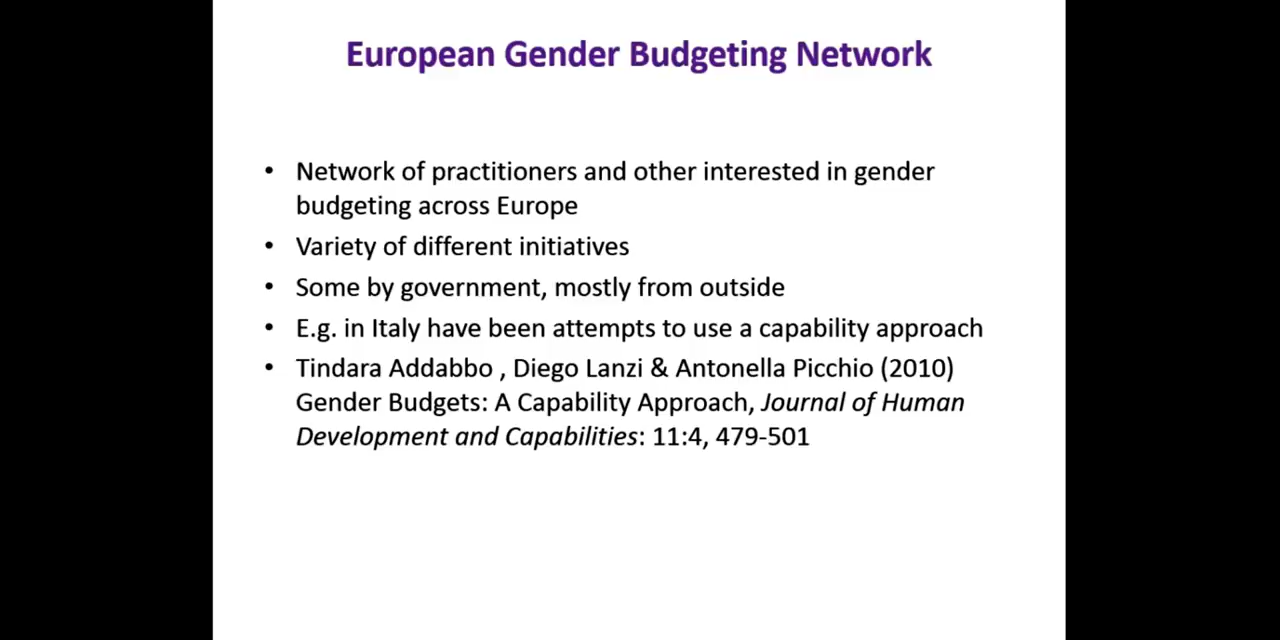 European Gender Budgeting Network
• Network of practitioners and other interested in gender
budgeting across Europe
• Variety of different initiatives
• Some by government, mostly from outside
• E.g. in Italy have been attempts to use a capability approach
• Tindara Addabbo , Diego Lanzi & Antonella Picchio (2010)
Gender Budgets: A Capability Approach, Journal of Human
Development and Capabilities: 11:4, 479-501